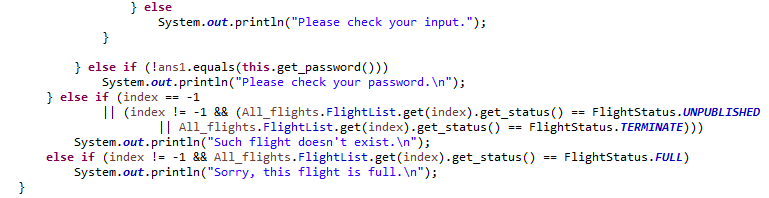 } else
System.out.println("Please check your input.");
}
} else if (!ans1.equals(this.get_password()))
System.out.println("Please check your password.\n");
} else if (index == -1
|| (index != -1 && (All_flights.FlightList.get(index).get_status() == FlightStatus.UNPUBLISHED
|| All_flights.FlightList.get(index).get_status() == FlightStatus.TERMINATE)))
System.out.println("Such flight doesn't exist.\n");
else if (index != -1 && All_flights.FlightList.get(index).get_status() == FlightStatus.FULL)
System.out.println("Sorry, this flight is full.\n");
}